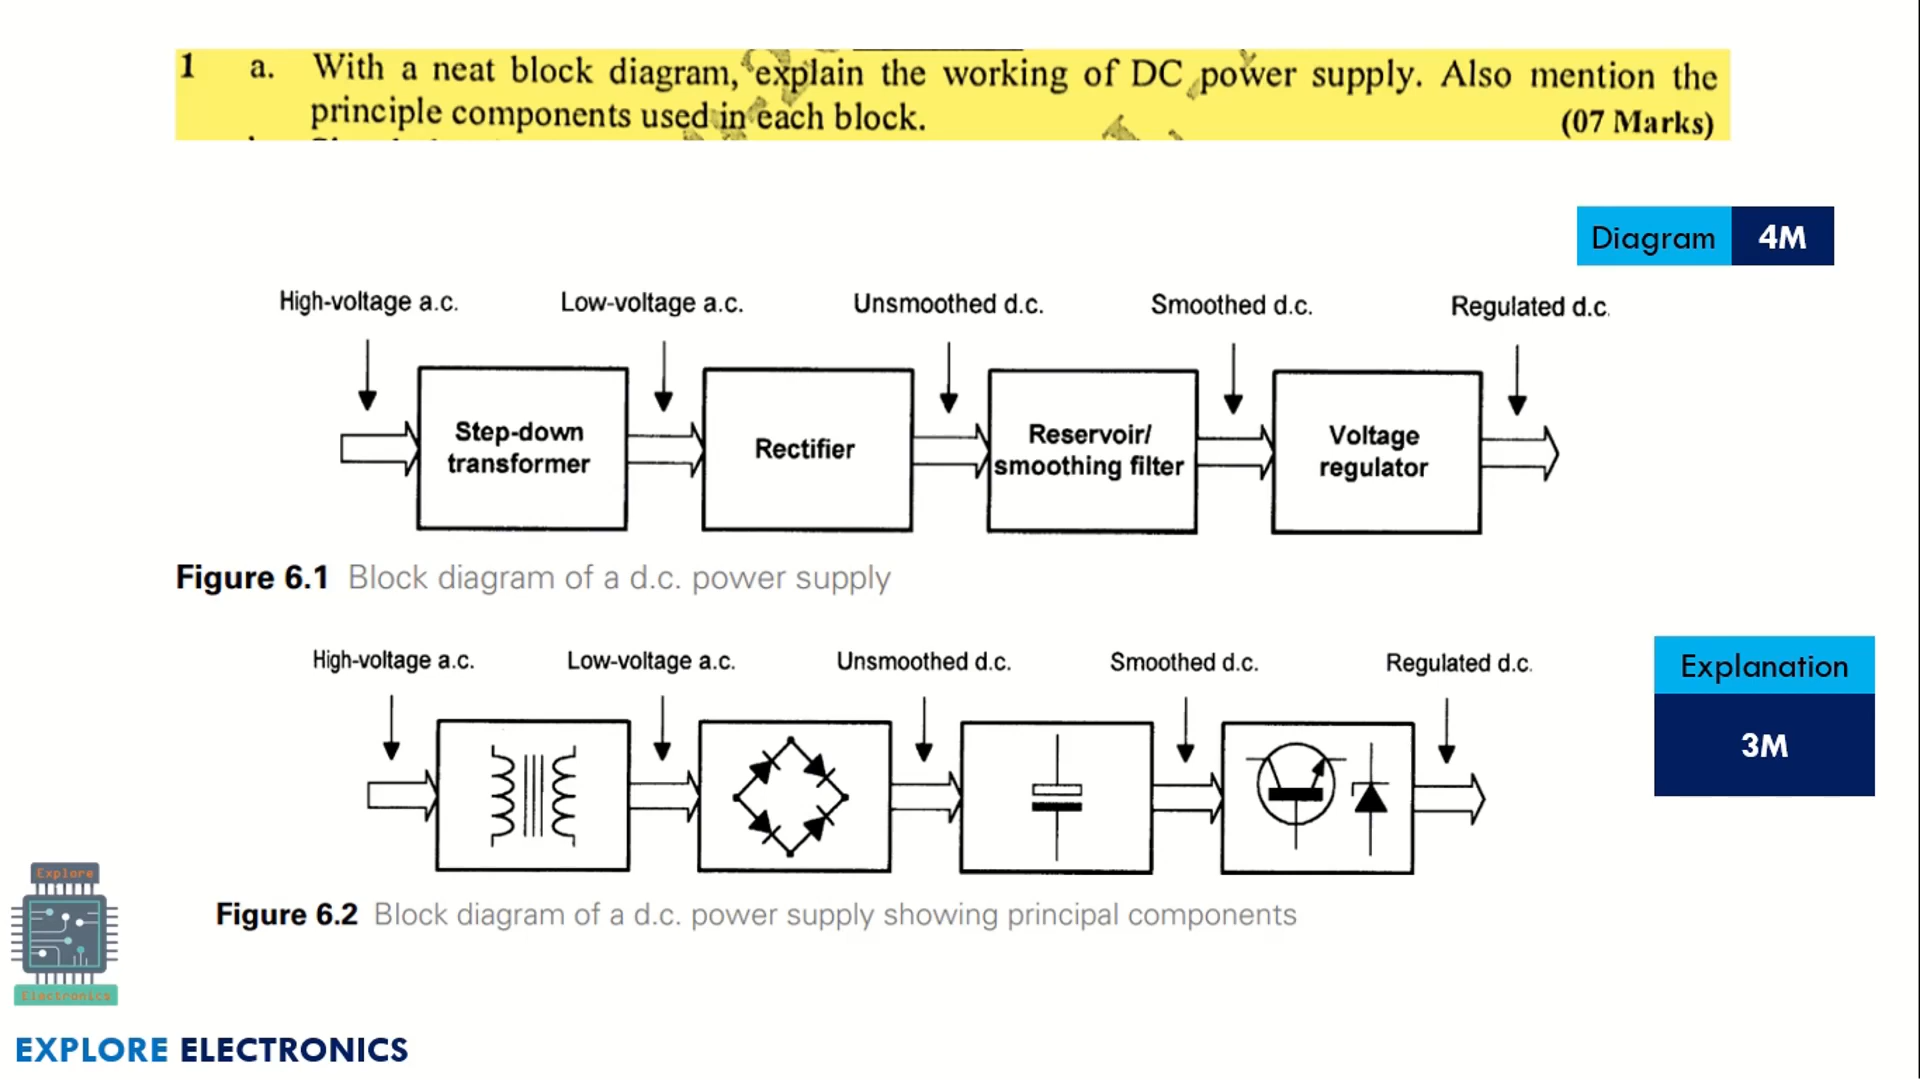 1 a. With a neat block diagram, explain the working of DC power supply. Also mention the
principle components used in each block. (07 Marks)
Diagram 4M
High-voltage a.c. Low-voltage a.c. Unsmoothed d.c. Smoothed d.c. Regulated d.c.
Step-down
transformer
Rectifier
Reservoir/
smoothing filter
Voltage
regulator
Figure 6.1 Block diagram of a d.c. power supply
High-voltage a.c. Low-voltage a.c. Unsmoothed d.c. Smoothed d.c. Regulated d.c.
Explanation
3M
Figure 6.2 Block diagram of a d.c. power supply showing principal components
Explore
Electronics
EXPLORE ELECTRONICS